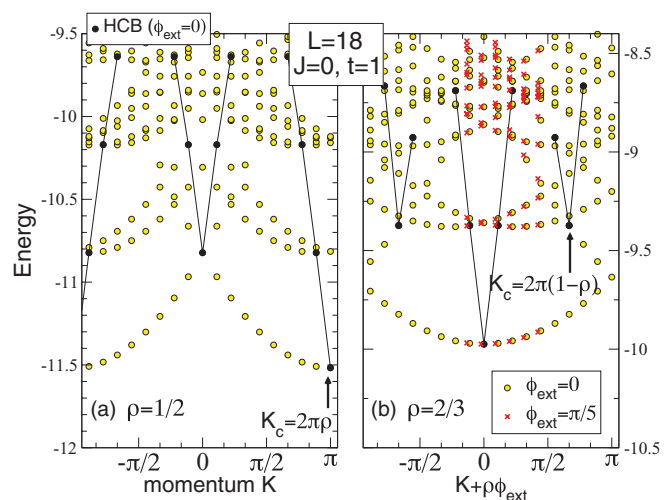 HCB (ϕext=0)
L=18
J=0, t=1
-9.5
-10
-10.5
-11
-11.5
-12
Energy
-8.5
-9
-9.5
-10
-10.5
Kc=2πρ
Kc=2π(1−ρ)
(a) ρ=1/2
(b) ρ=2/3
ϕext=0
ϕext=π/5
-π/2 0 π/2 π
-π/2 0 π/2 π
momentum K
K+ρϕext